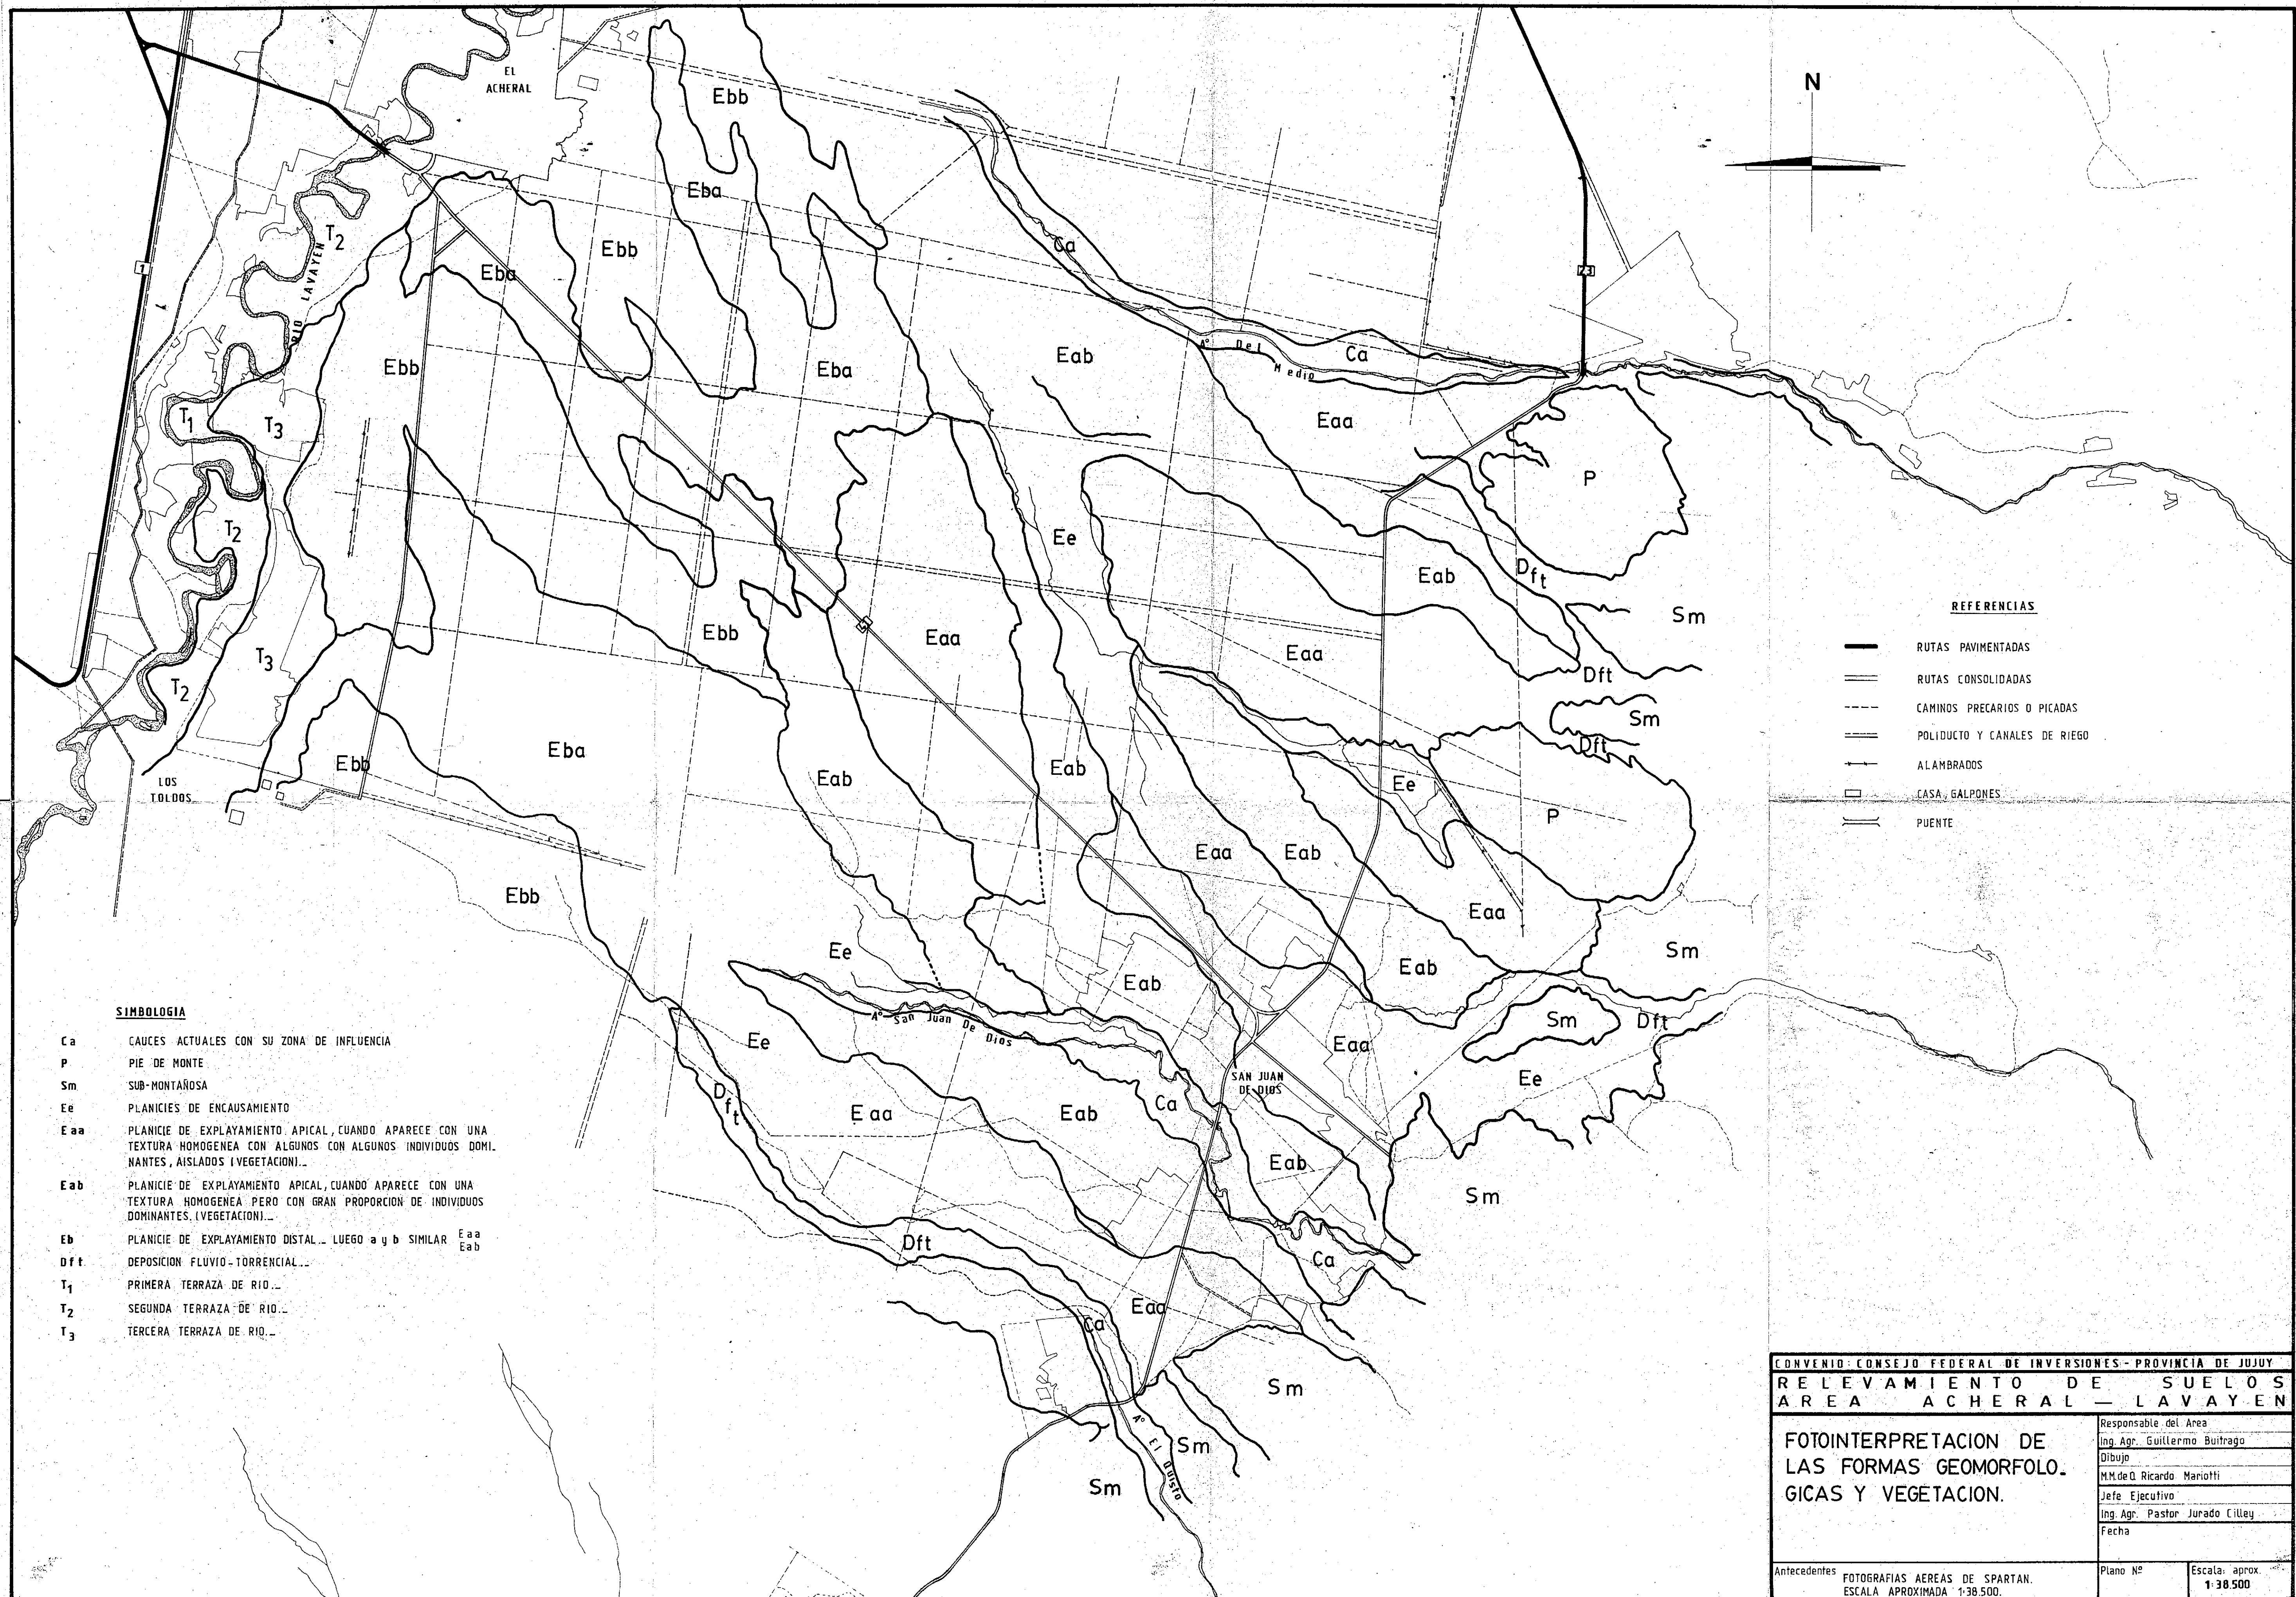 EL
ACHERAL
N
Ebb
Eba
T2
RIO LAVAYEN
Ebb
Eba
Ca
1
23
Ebb
Eba
Eab
Aº Del Medio
Ca
Eaa
T1
T3
P
T2
Ee
Eab
Dft
Sm
T3
Ebb
Eaa
Eaa
Dft
T2
Sm
Dft
Ebb
Eba
Eab
Eab
Ee
P
LOS
TOLDOS
Eaa
Eab
Ebb
Eaa
Ee
Eab
Eab
Sm
Aº San Juan De Dios
Ee
Sm
Dft
Eaa
Ee
SAN JUAN
DE DIOS
Dft
Eaa
Eab
Ca
Eab
Sm
Dft
Ca
Eaa
Ca
Sm
Aº El Quisto
Sm
Sm
REFERENCIAS
RUTAS PAVIMENTADAS
RUTAS CONSOLIDADAS
CAMINOS PRECARIOS O PICADAS
POLIDUCTO Y CANALES DE RIEGO
ALAMBRADOS
CASA, GALPONES
PUENTE
SIMBOLOGIA
Ca CAUCES ACTUALES CON SU ZONA DE INFLUENCIA
P PIE DE MONTE
Sm SUB-MONTAÑOSA
Ee PLANICIES DE ENCAUSAMIENTO
Eaa PLANICIE DE EXPLAYAMIENTO APICAL, CUANDO APARECE CON UNA
TEXTURA HOMOGENEA CON ALGUNOS CON ALGUNOS INDIVIDUOS DOMI-
NANTES, AISLADOS (VEGETACION)._
Eab PLANICIE DE EXPLAYAMIENTO APICAL, CUANDO APARECE CON UNA
TEXTURA HOMOGENEA PERO CON GRAN PROPORCION DE INDIVIDUOS
DOMINANTES. (VEGETACION)._
Eb PLANICIE DE EXPLAYAMIENTO DISTAL._ LUEGO a y b SIMILAR Eaa
Eab
Dft DEPOSICION FLUVIO-TORRENCIAL._
T1 PRIMERA TERRAZA DE RIO._
T2 SEGUNDA TERRAZA DE RIO._
T3 TERCERA TERRAZA DE RIO._
CONVENIO: CONSEJO FEDERAL DE INVERSIONES - PROVINCIA DE JUJUY
RELEVAMIENTO DE SUELOS
AREA ACHERAL — LAVAYEN
FOTOINTERPRETACION DE
LAS FORMAS GEOMORFOLO-
GICAS Y VEGETACION.
Responsable del Area
Ing. Agr. Guillermo Buitrago
Dibujo
M.M.de O. Ricardo Mariotti
Jefe Ejecutivo
Ing. Agr. Pastor Jurado Cilley
Fecha
Antecedentes FOTOGRAFIAS AEREAS DE SPARTAN.
ESCALA APROXIMADA 1:38.500.
Plano Nº
Escala: aprox.
1:38.500